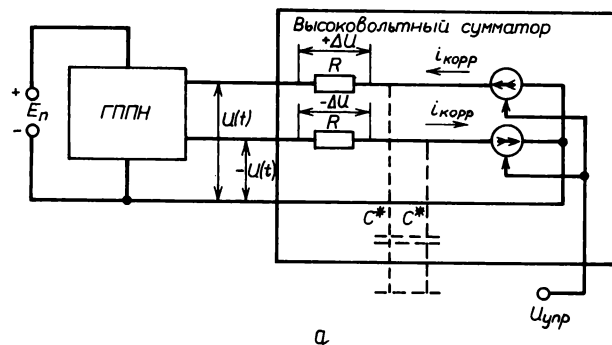 Высоковольтный сумматор
+ΔU
iкорр
R
+
Eп
-
ГППН
U(t)
-ΔU
R
iкорр
-U(t)
C* C*
Uупр
а